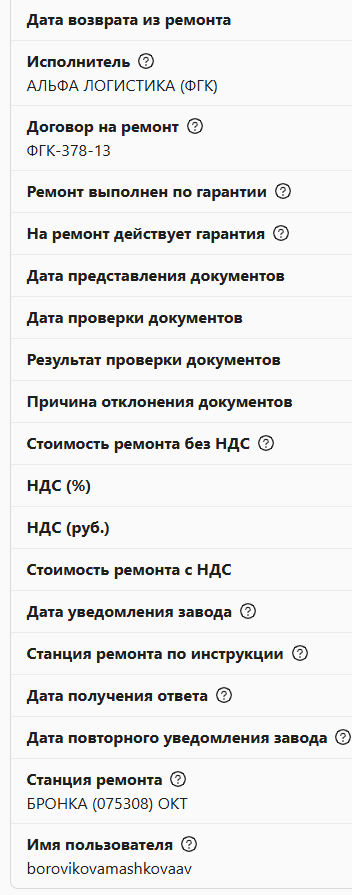 Дата возврата из ремонта
Исполнитель
АЛЬФА ЛОГИСТИКА (ФГК)
Договор на ремонт
ФГК-378-13
Ремонт выполнен по гарантии
На ремонт действует гарантия
Дата представления документов
Дата проверки документов
Результат проверки документов
Причина отклонения документов
Стоимость ремонта без НДС
НДС (%)
НДС (руб.)
Стоимость ремонта с НДС
Дата уведомления завода
Станция ремонта по инструкции
Дата получения ответа
Дата повторного уведомления завода
Станция ремонта
БРОНКА (075308) ОКТ
Имя пользователя
borovikovamashkovaav